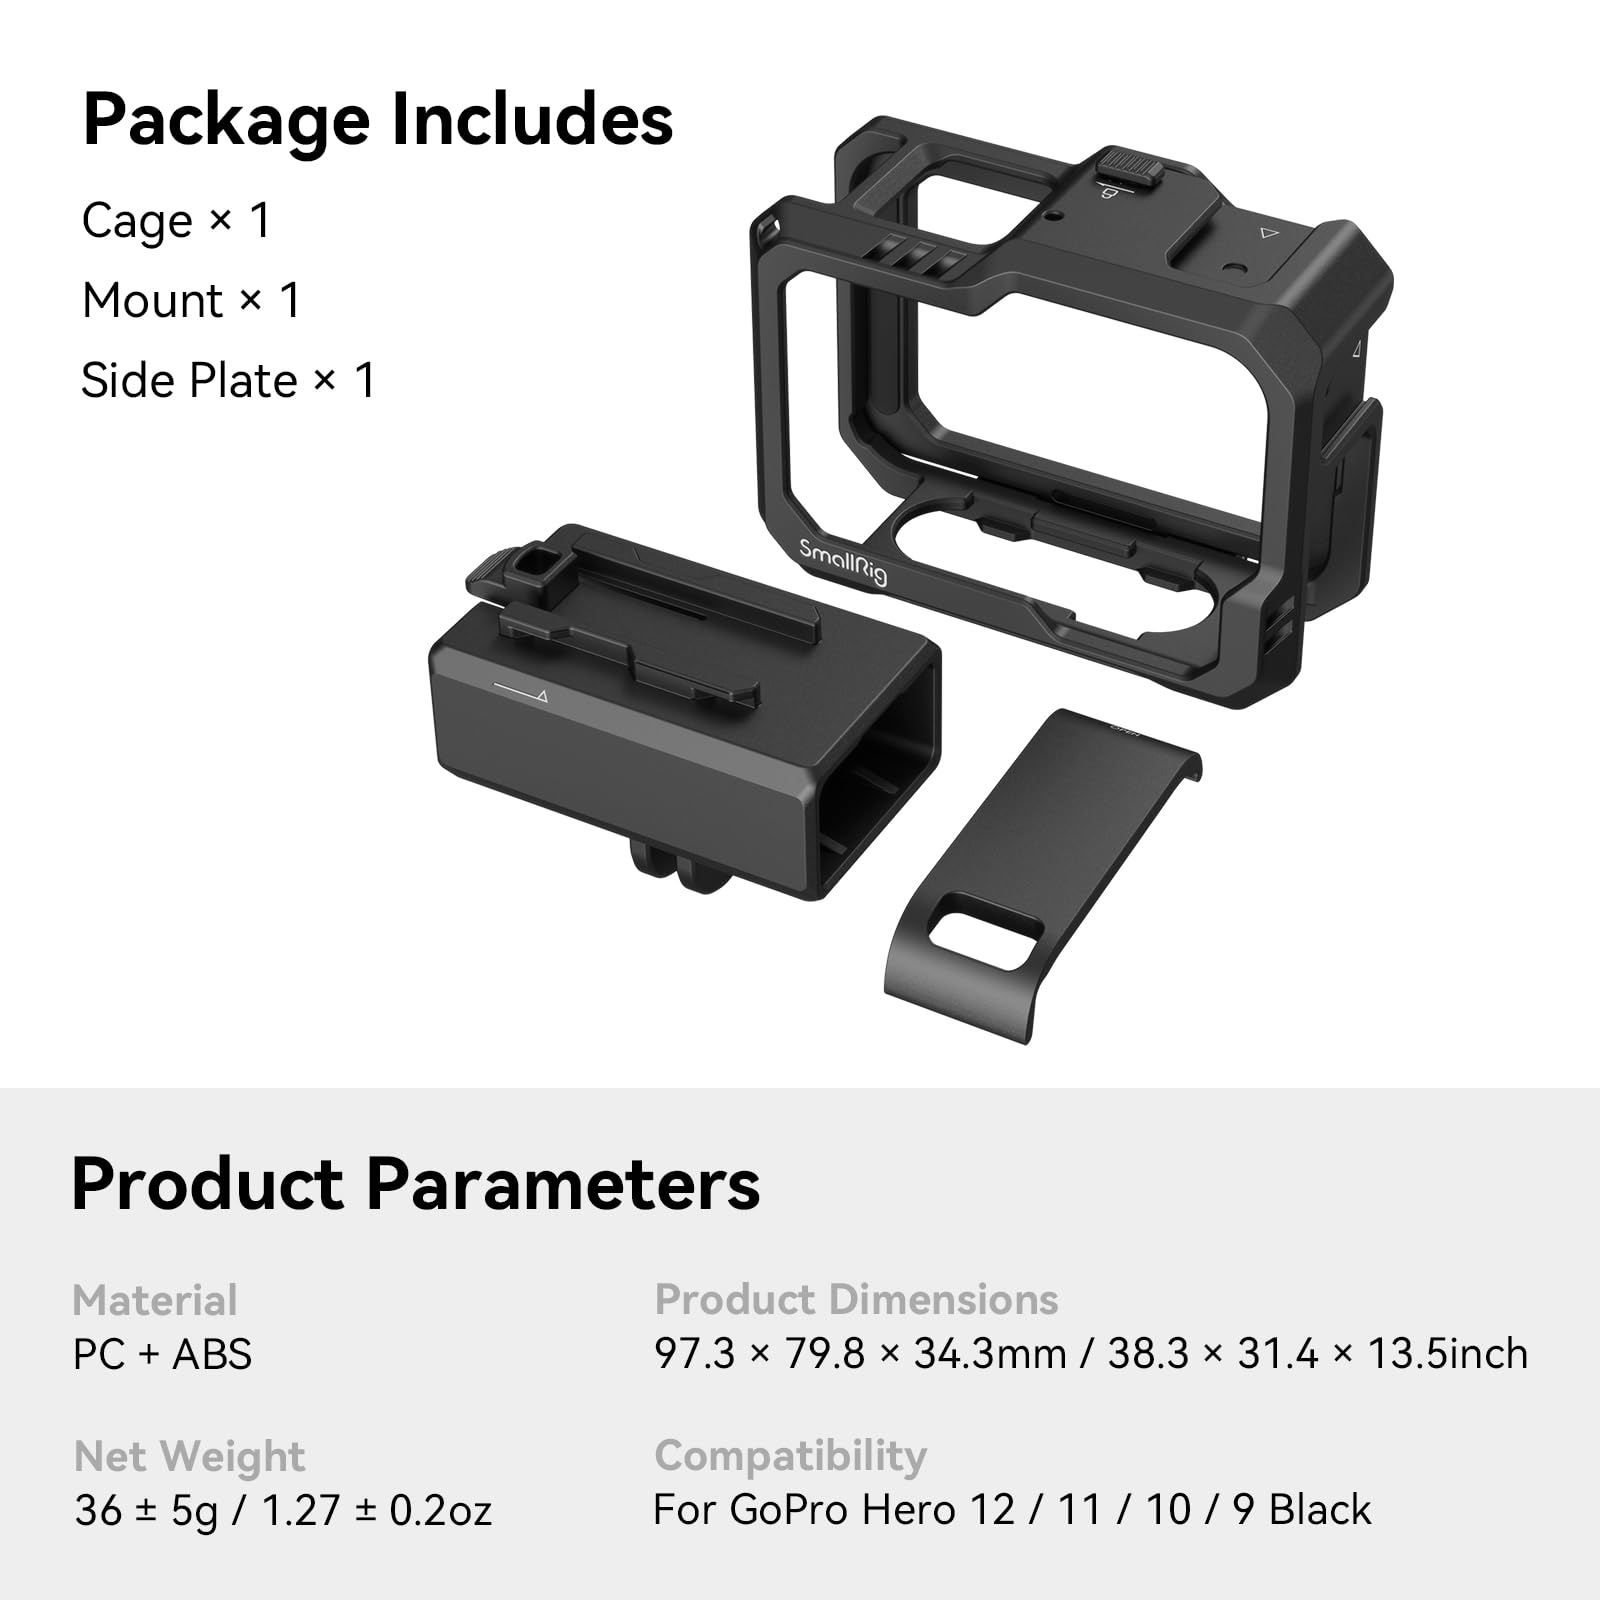 Package Includes
Cage × 1
Mount × 1
Side Plate × 1
SmallRig
OPEN
Product Parameters
Material
PC + ABS
Product Dimensions
97.3 × 79.8 × 34.3mm / 38.3 × 31.4 × 13.5inch
Net Weight
36 ± 5g / 1.27 ± 0.2oz
Compatibility
For GoPro Hero 12 / 11 / 10 / 9 Black